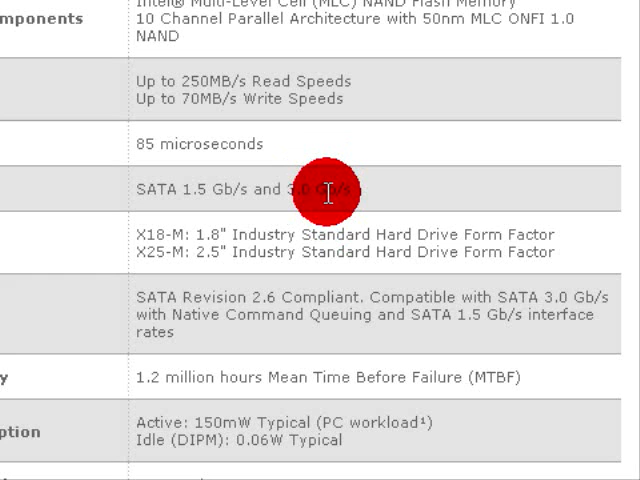 Intel® Multi-Level Cell (MLC) NAND Flash Memory
mponents
10 Channel Parallel Architecture with 50nm MLC ONFI 1.0
NAND
Up to 250MB/s Read Speeds
Up to 70MB/s Write Speeds
85 microseconds
SATA 1.5 Gb/s and 3.0 Gb/s
X18-M: 1.8" Industry Standard Hard Drive Form Factor
X25-M: 2.5" Industry Standard Hard Drive Form Factor
SATA Revision 2.6 Compliant. Compatible with SATA 3.0 Gb/s
with Native Command Queuing and SATA 1.5 Gb/s interface
rates
y
1.2 million hours Mean Time Before Failure (MTBF)
Active: 150mW Typical (PC workload¹)
ption
Idle (DIPM): 0.06W Typical